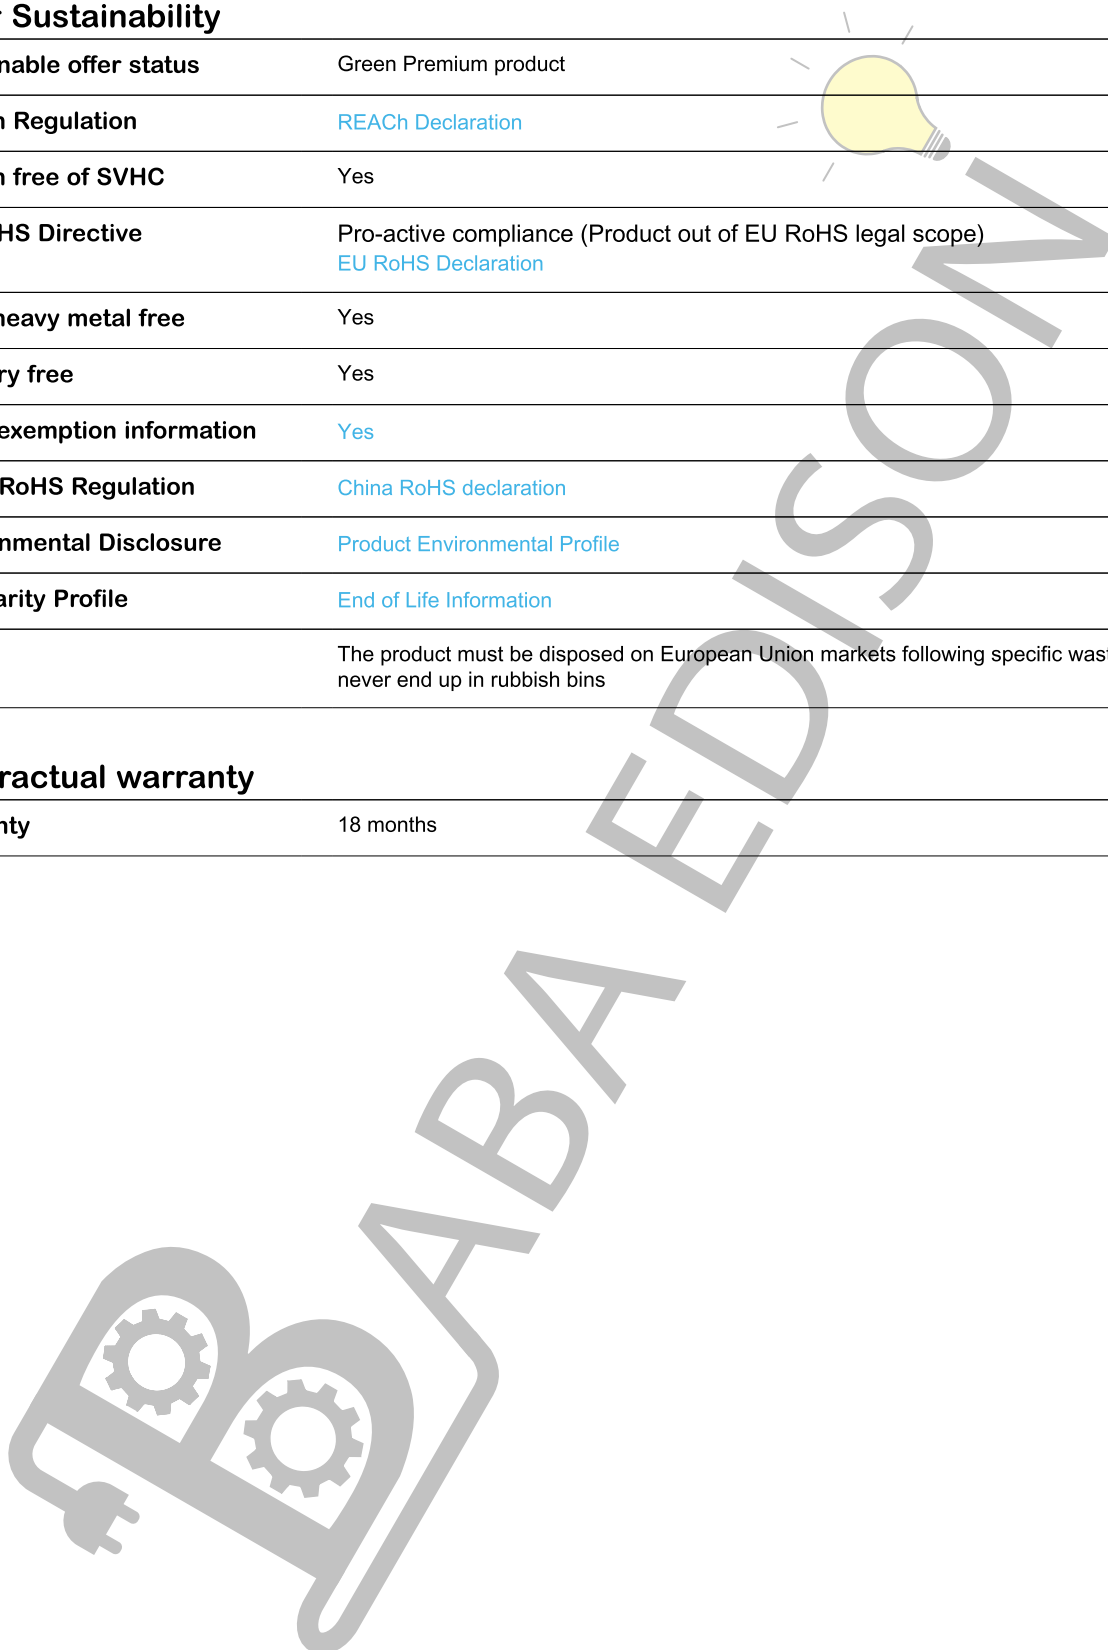 Sustainability
nable offer status Green Premium product
Regulation REACh Declaration
free of SVHC Yes
HS Directive Pro-active compliance (Product out of EU RoHS legal scope)
EU RoHS Declaration
heavy metal free Yes
ry free Yes
exemption information Yes
RoHS Regulation China RoHS declaration
nmental Disclosure Product Environmental Profile
arity Profile End of Life Information
The product must be disposed on European Union markets following specific wast
never end up in rubbish bins
ractual warranty
nty 18 months
BABA EDISON